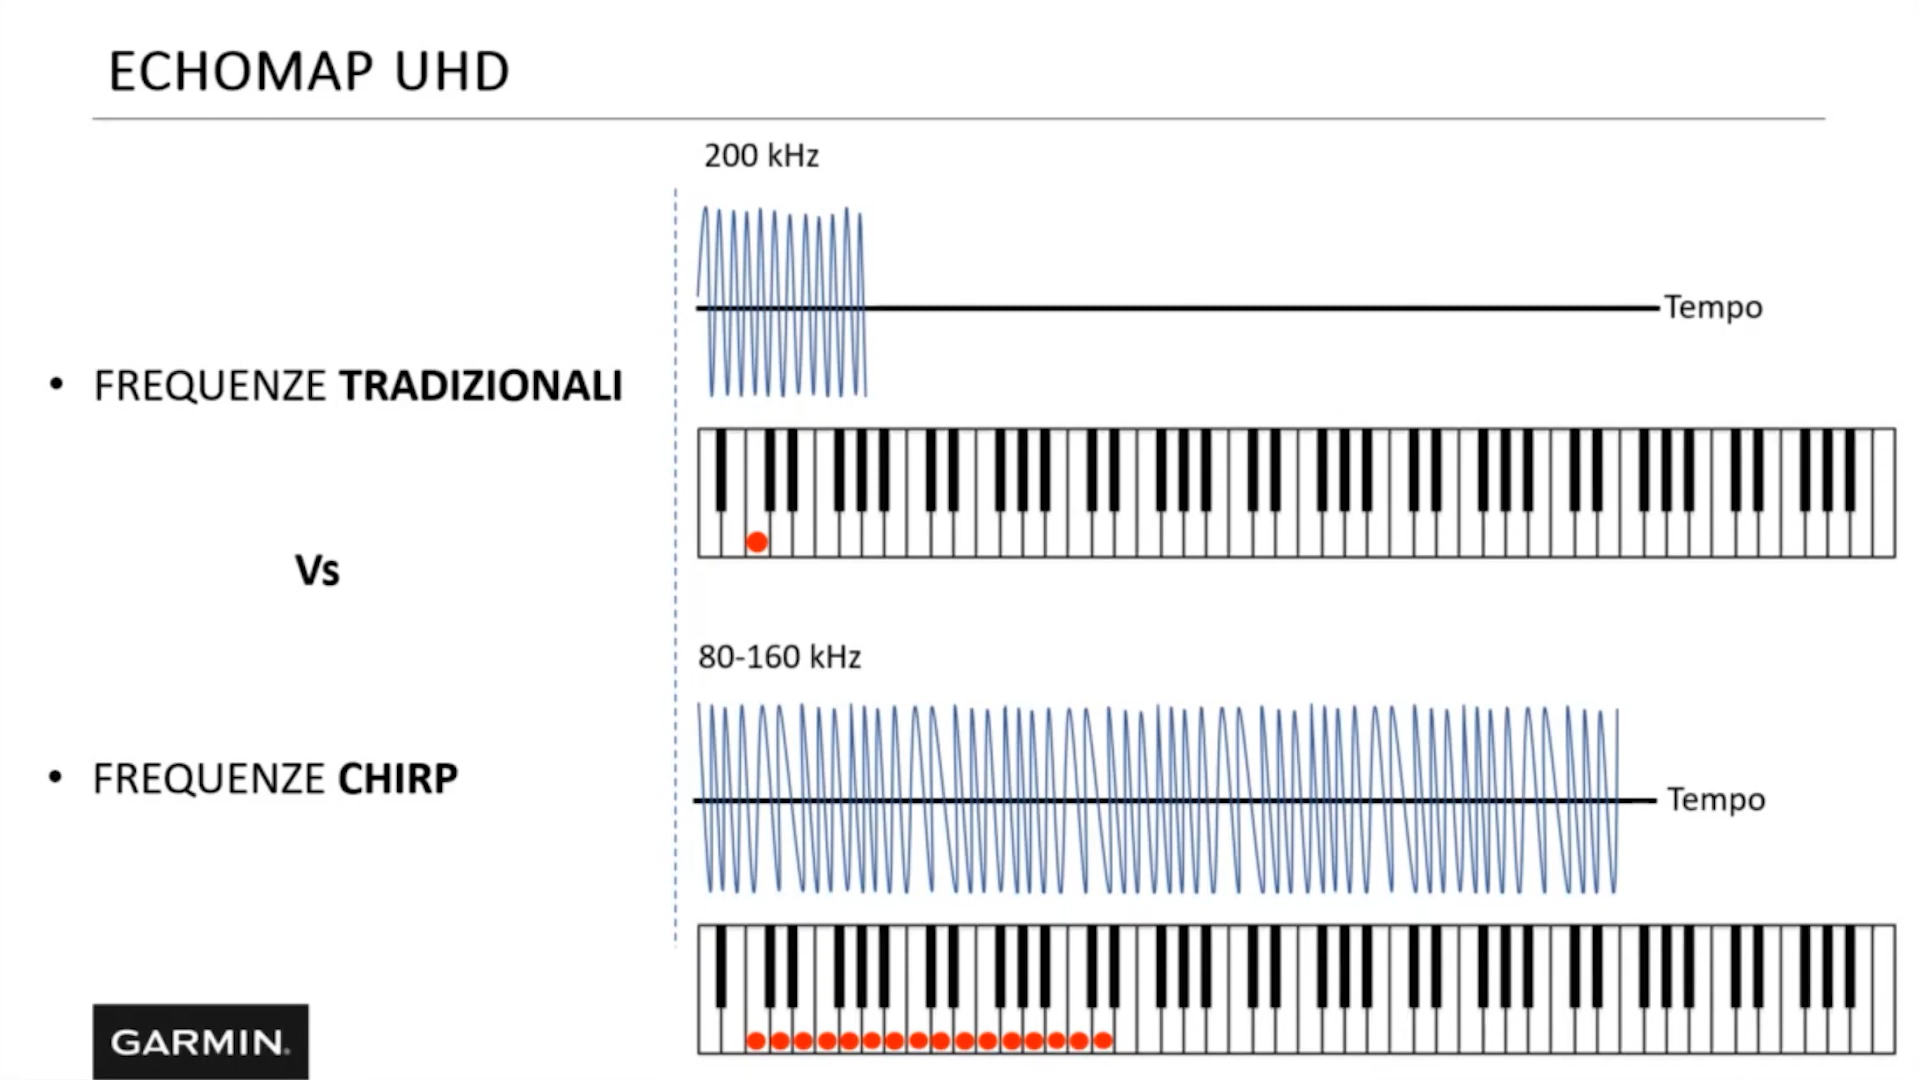 ECHOMAP UHD
200 kHz
Tempo
• FREQUENZE TRADIZIONALI
Vs
80-160 kHz
• FREQUENZE CHIRP
Tempo
GARMIN.